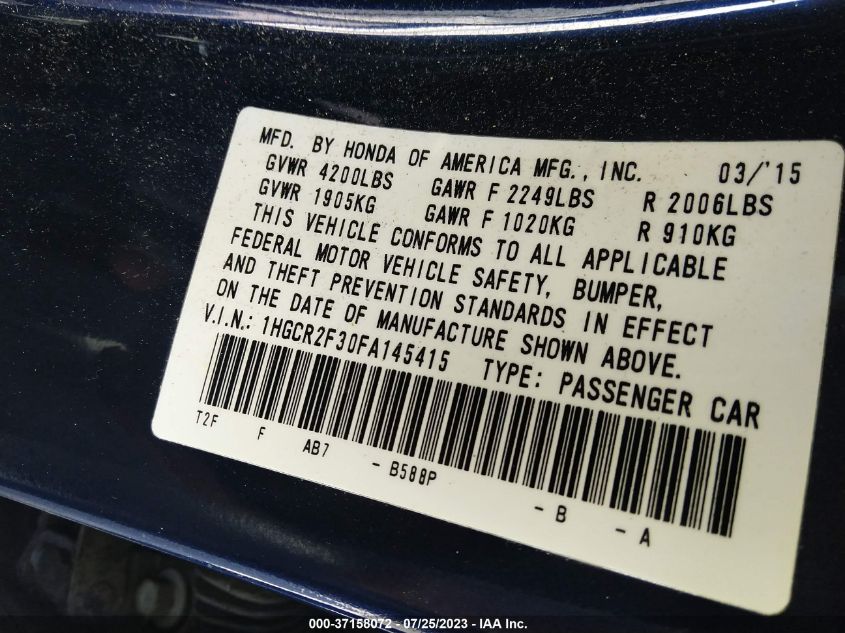 MFD. BY HONDA OF AMERICA MFG., INC. 03/'15
GVWR 4200LBS GAWR F 2249LBS R 2006LBS
GVWR 1905KG GAWR F 1020KG R 910KG
THIS VEHICLE CONFORMS TO ALL APPLICABLE
FEDERAL MOTOR VEHICLE SAFETY, BUMPER,
AND THEFT PREVENTION STANDARDS IN EFFECT
ON THE DATE OF MANUFACTURE SHOWN ABOVE.
V.I.N.: 1HGCR2F30FA145415 TYPE: PASSENGER CAR
T2F F AB7 - B588P - B - A
000-37158072 - 07/25/2023 - IAA Inc.